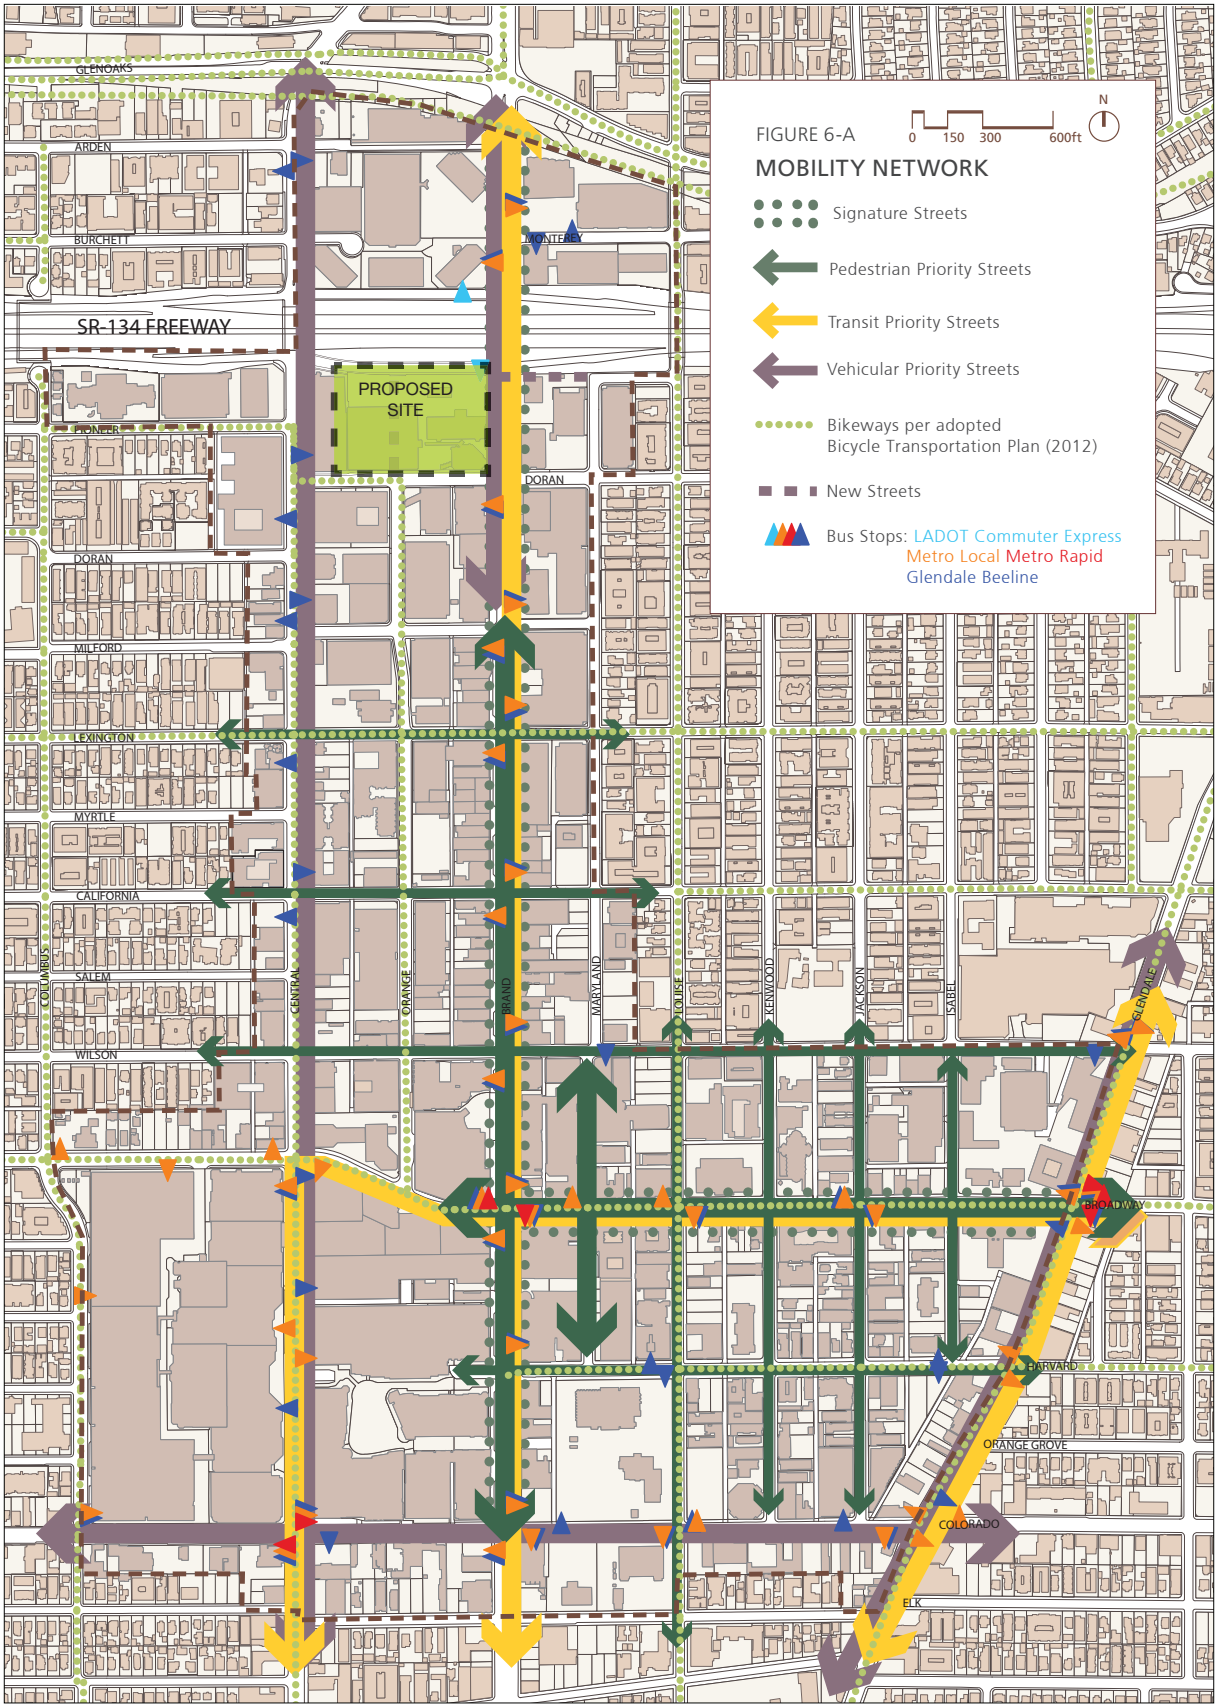 GLENOAKS
ARDEN
BURCHETT
MONTEREY
SR-134 FREEWAY
PROPOSED
SITE
PIONEER
DORAN
DORAN
MILFORD
LEXINGTON
MYRTLE
CALIFORNIA
SALEM
WILSON
COLUMBUS
CENTRAL
ORANGE
BRAND
MARYLAND
LOUISE
KENWOOD
JACKSON
ISABEL
GLENDALE
BROADWAY
HARVARD
ORANGE GROVE
COLORADO
ELK
FIGURE 6-A
0 150 300 600ft
N
MOBILITY NETWORK
Signature Streets
Pedestrian Priority Streets
Transit Priority Streets
Vehicular Priority Streets
Bikeways per adopted
Bicycle Transportation Plan (2012)
New Streets
Bus Stops: LADOT Commuter Express
Metro Local Metro Rapid
Glendale Beeline